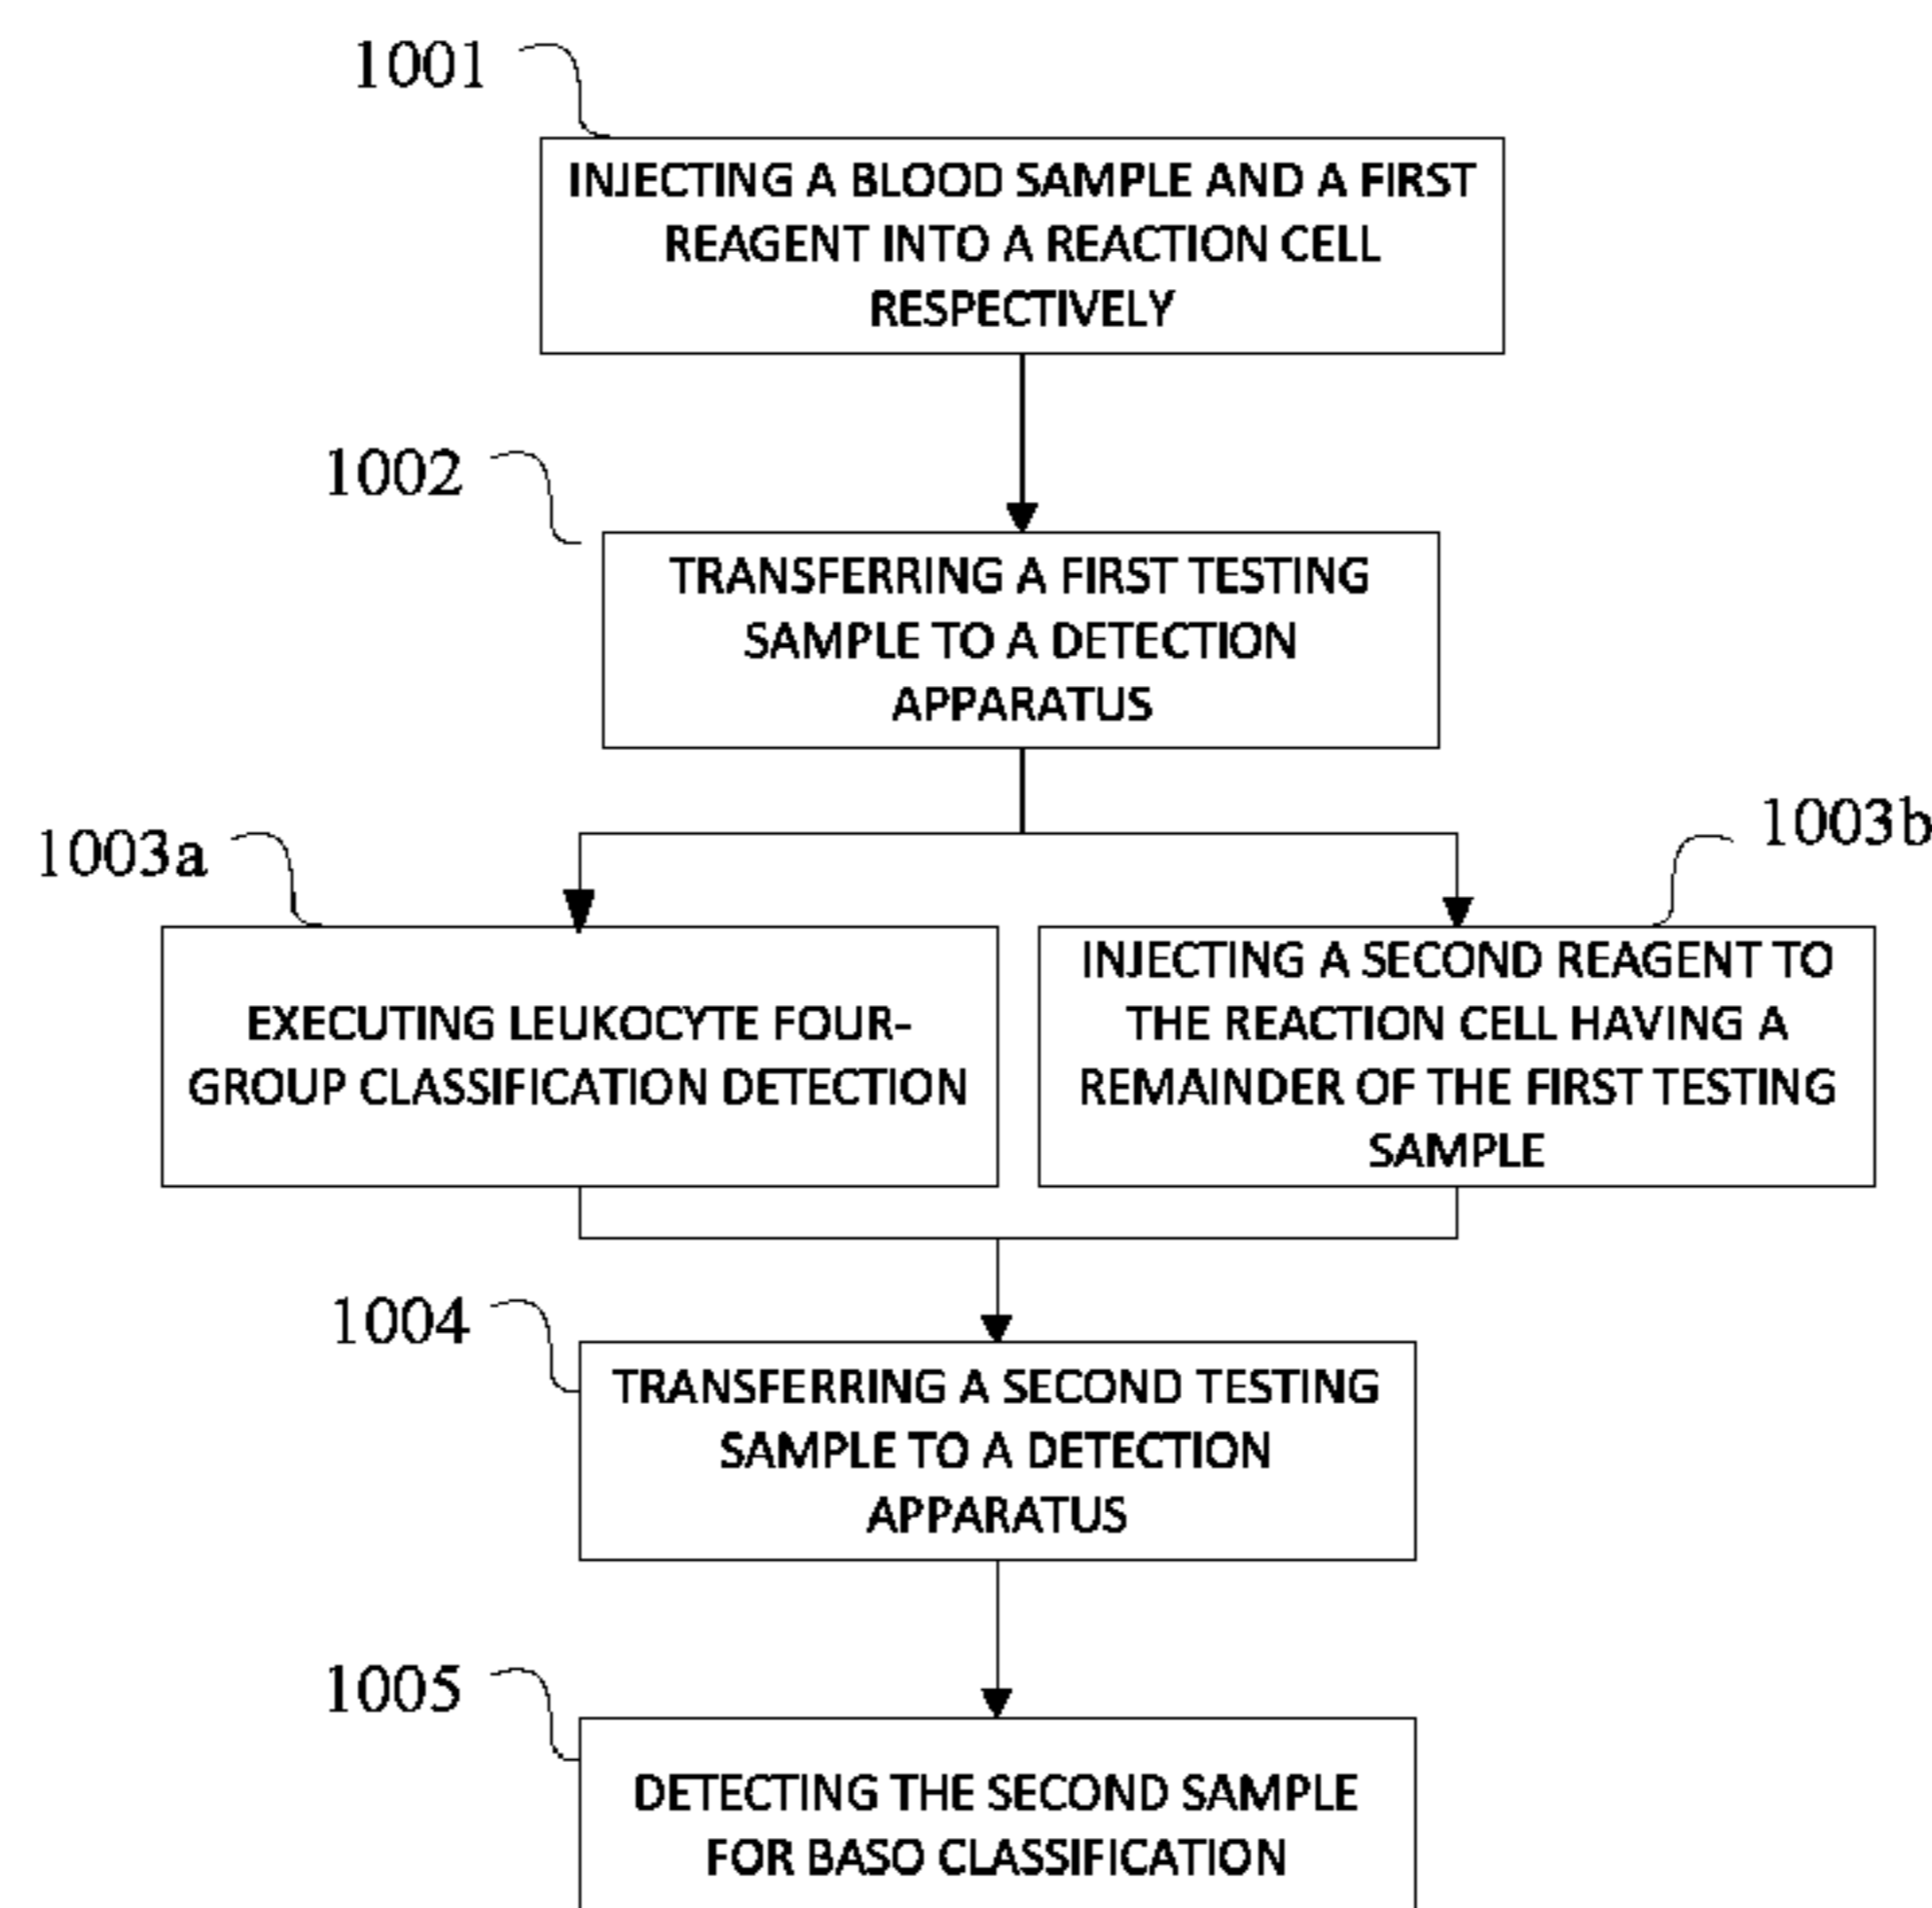 1001
INJECTING A BLOOD SAMPLE AND A FIRST
REAGENT INTO A REACTION CELL
RESPECTIVELY
1002
TRANSFERRING A FIRST TESTING
SAMPLE TO A DETECTION
APPARATUS
1003a
EXECUTING LEUKOCYTE FOUR-
GROUP CLASSIFICATION DETECTION
1003b
INJECTING A SECOND REAGENT TO
THE REACTION CELL HAVING A
REMAINDER OF THE FIRST TESTING
SAMPLE
1004
TRANSFERRING A SECOND TESTING
SAMPLE TO A DETECTION
APPARATUS
1005
DETECTING THE SECOND SAMPLE
FOR BASO CLASSIFICATION